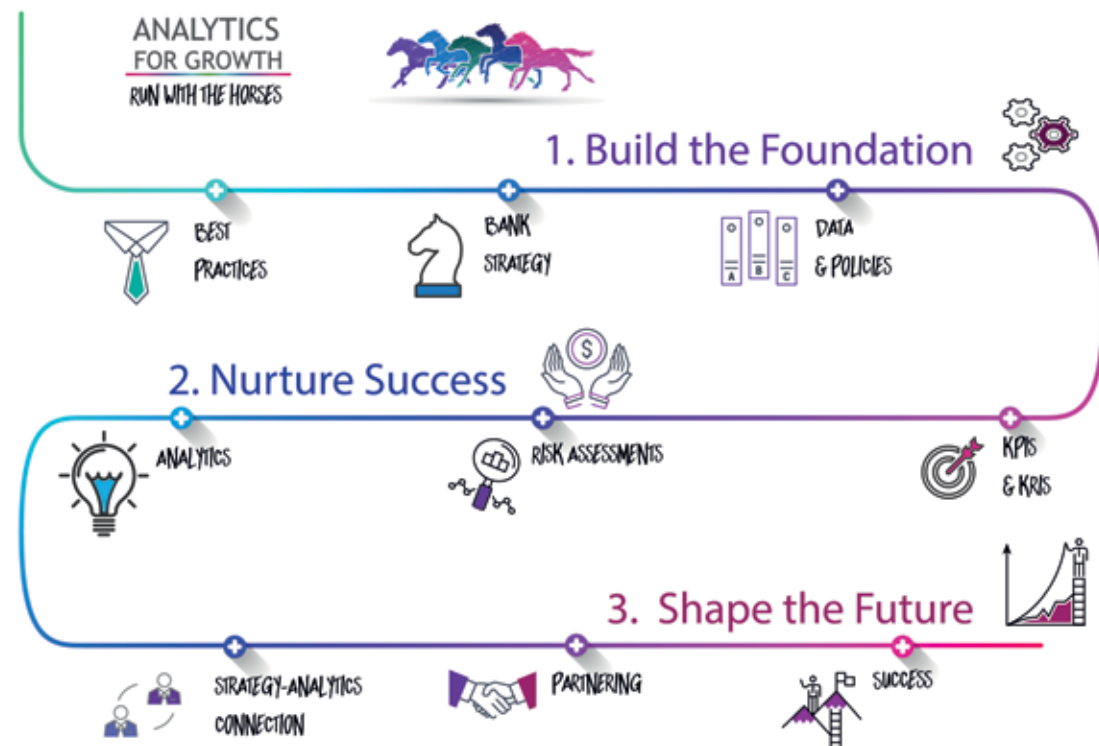 ANALYTICS
FOR GROWTH
RUN WITH THE HORSES
1. Build the Foundation
BEST
PRACTICES
BANK
STRATEGY
A B C
DATA
& POLICIES
2. Nurture Success
$
ANALYTICS
RISK ASSESSMENTS
KPIS
& KRIS
3. Shape the Future
STRATEGY-ANALYTICS
CONNECTION
PARTNERING
SUCCESS